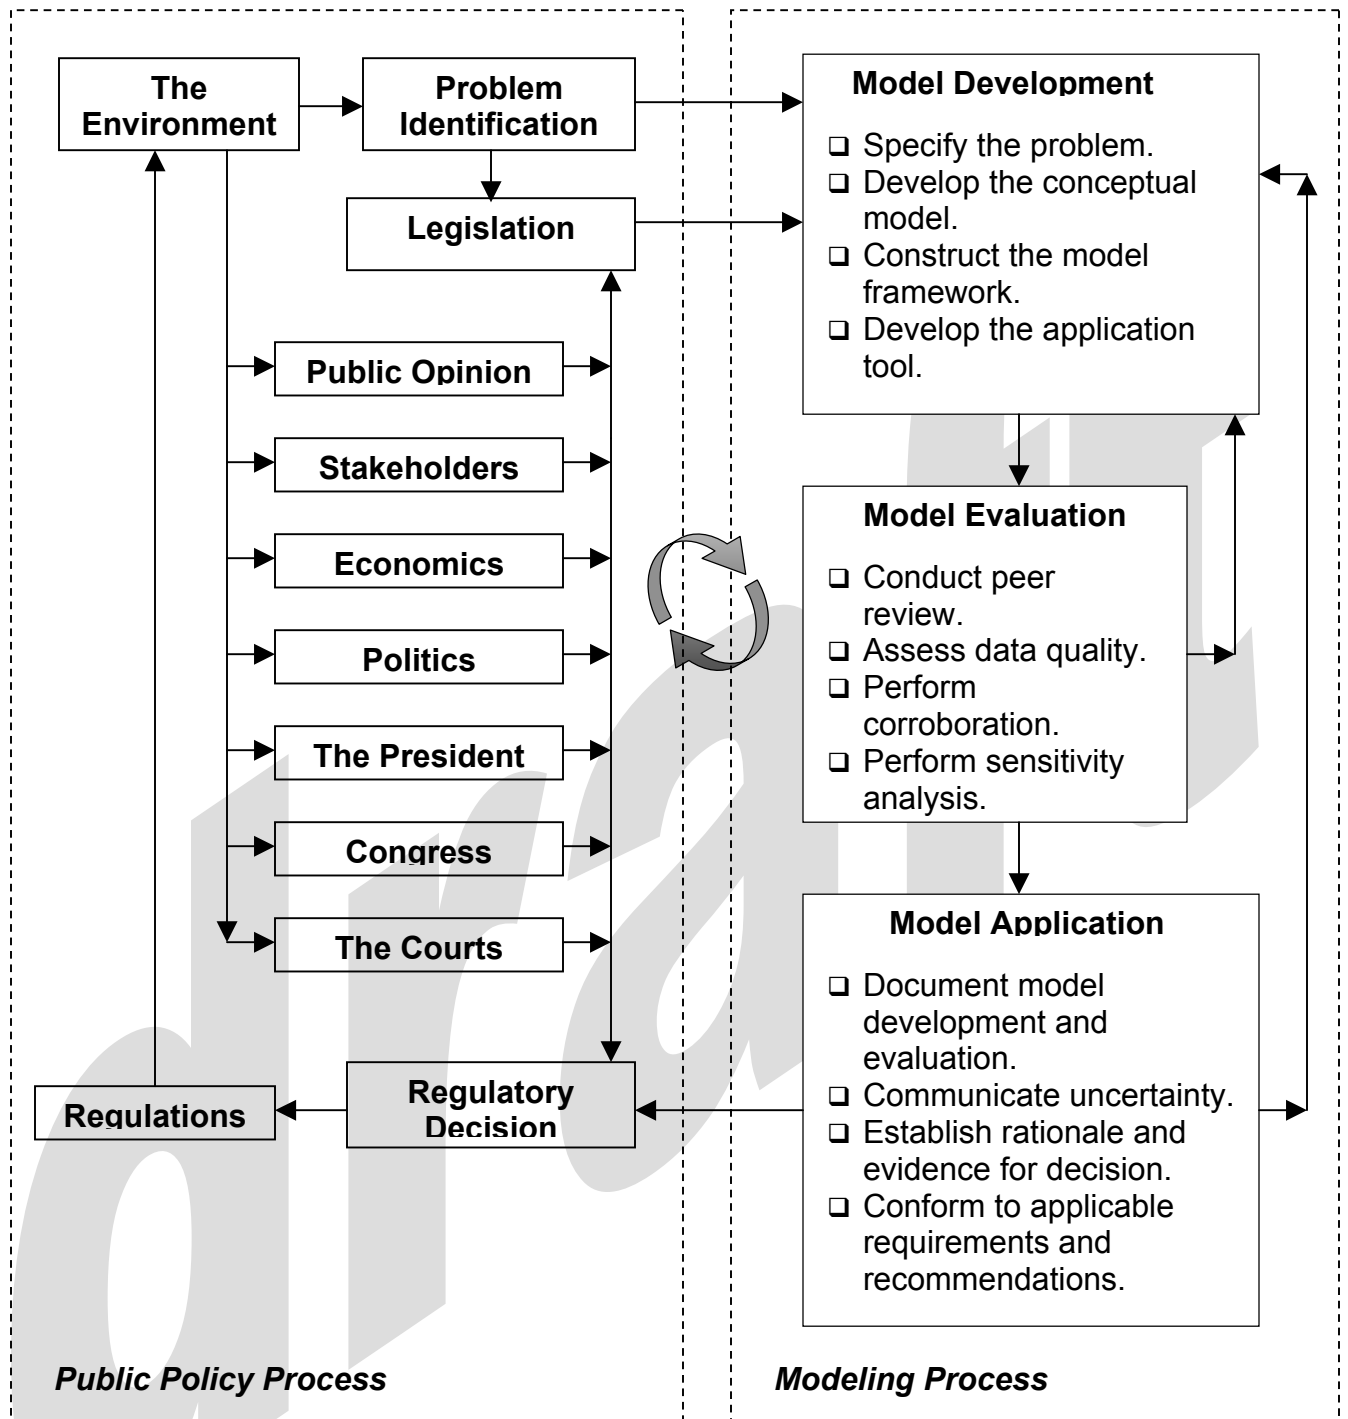 The
Environment
Problem
Identification
Legislation
Public Opinion
Stakeholders
Economics
Politics
The President
Congress
The Courts
Regulatory
Decision
Regulations
Public Policy Process
Model Development
❑ Specify the problem.
❑ Develop the conceptual
model.
❑ Construct the model
framework.
❑ Develop the application
tool.
Model Evaluation
❑ Conduct peer
review.
❑ Assess data quality.
❑ Perform
corroboration.
❑ Perform sensitivity
analysis.
Model Application
❑ Document model
development and
evaluation.
❑ Communicate uncertainty.
❑ Establish rationale and
evidence for decision.
❑ Conform to applicable
requirements and
recommendations.
Modeling Process
draft